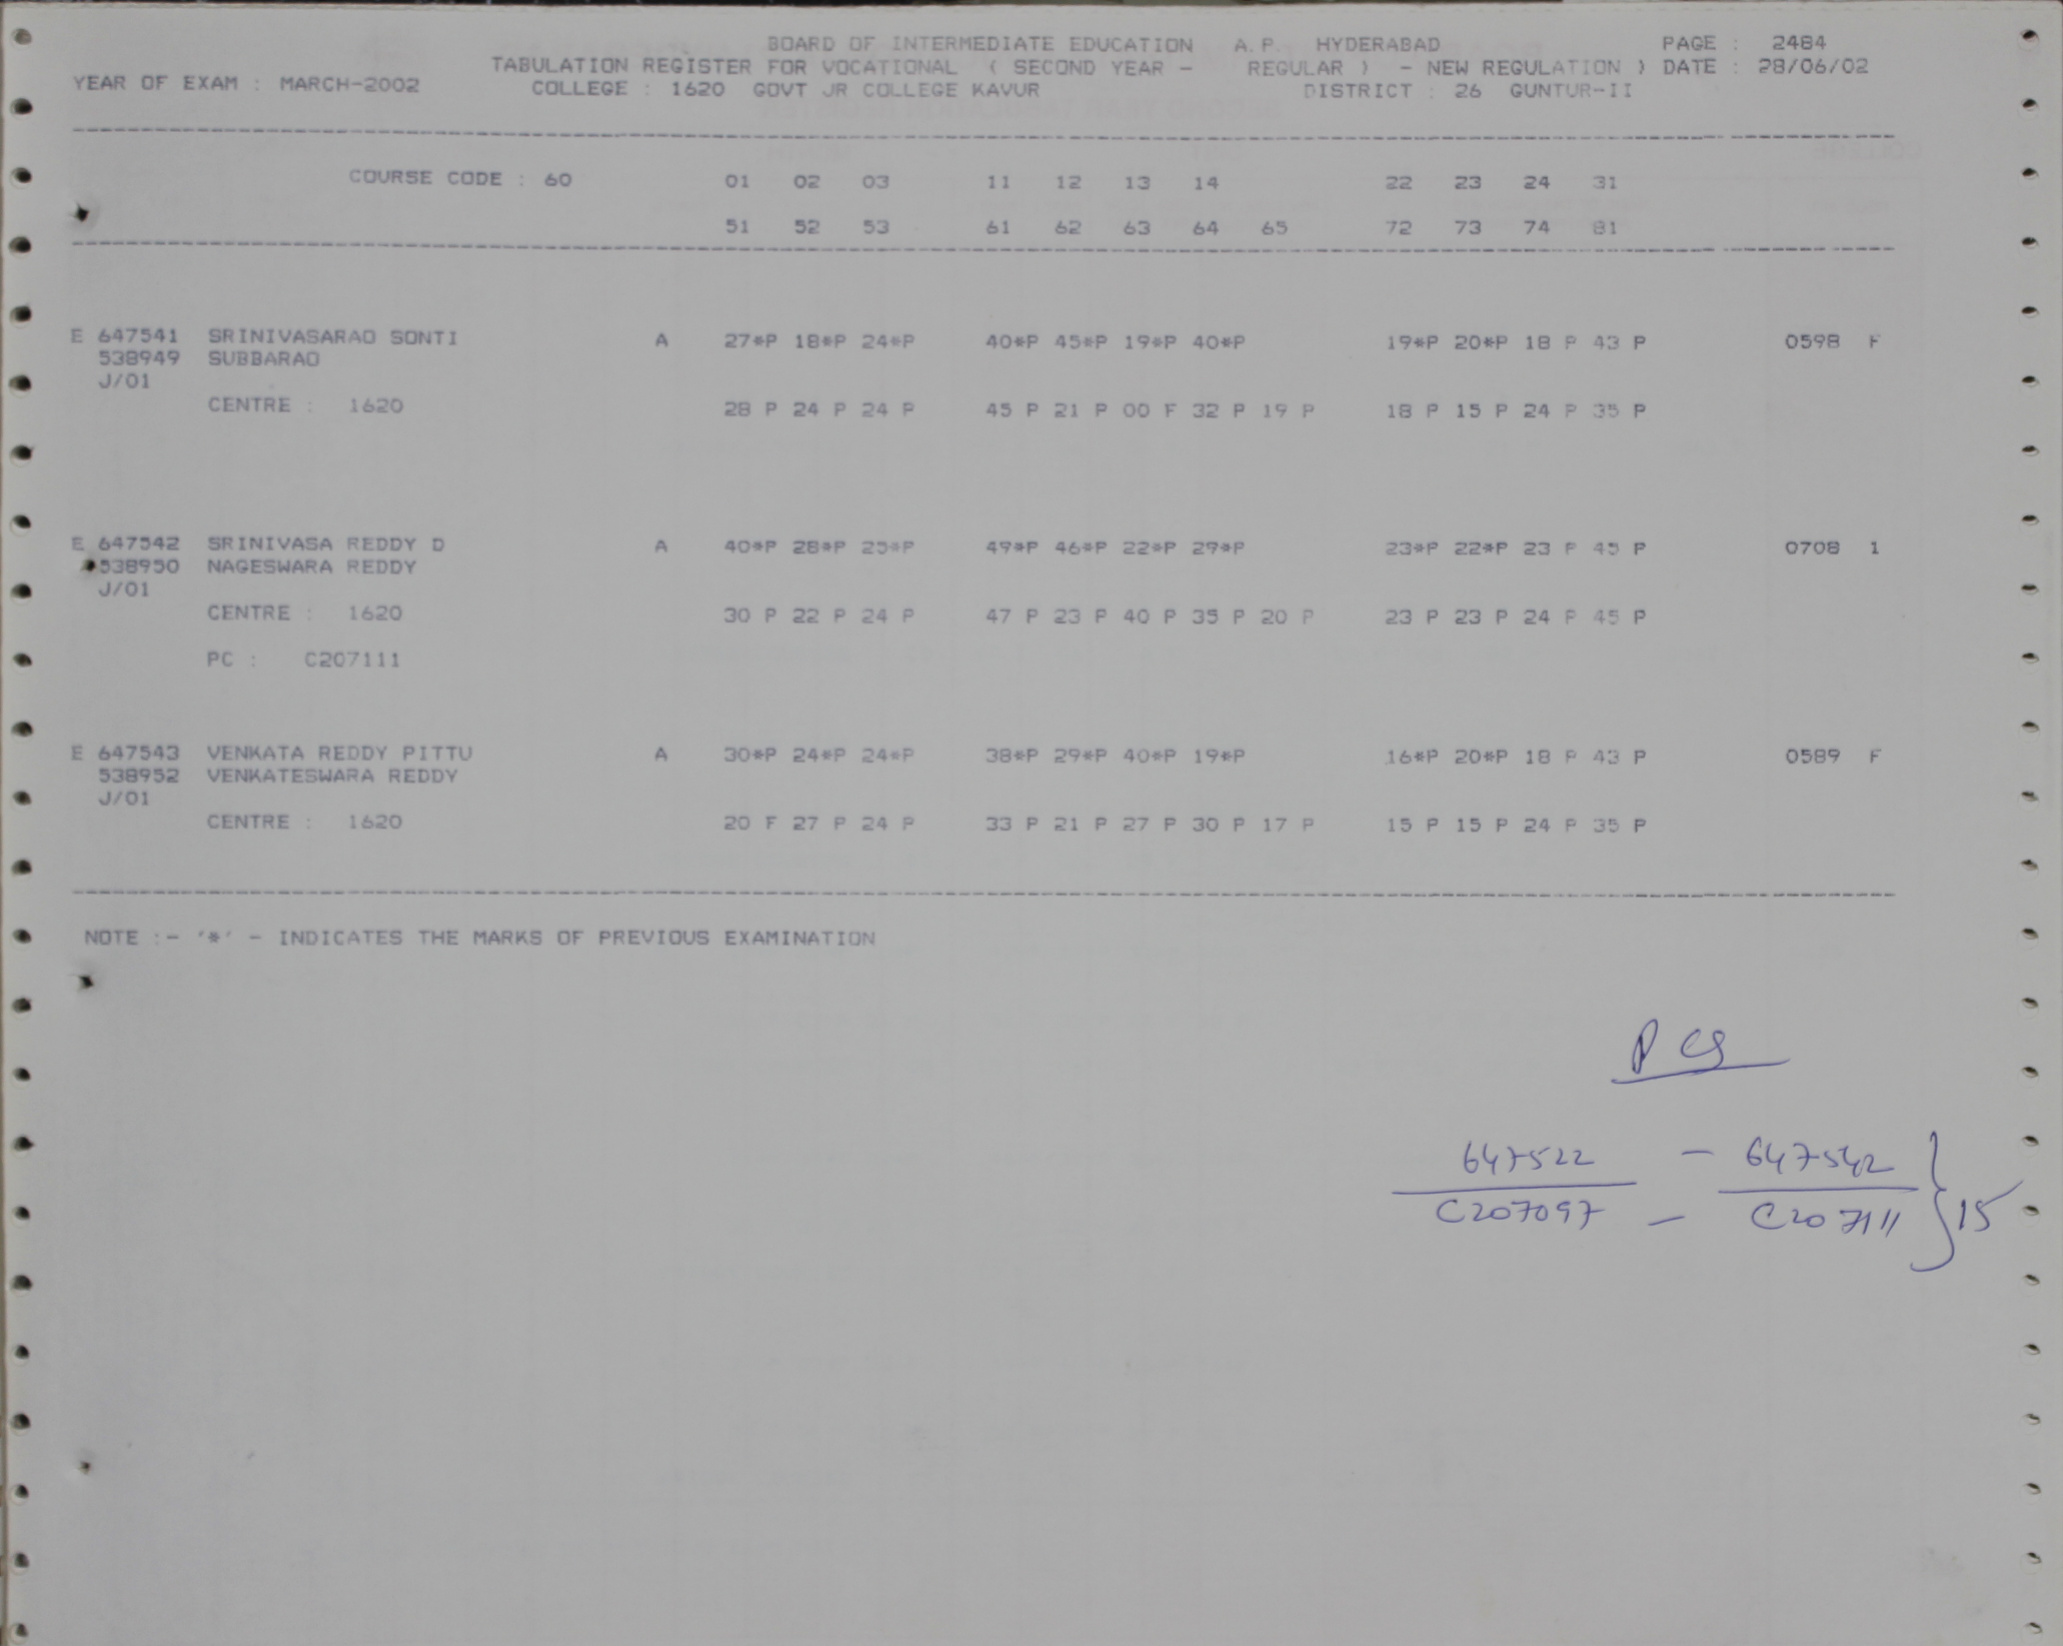 BOARD OF INTERMEDIATE EDUCATION A.P. HYDERABAD PAGE : 2484
TABULATION REGISTER FOR VOCATIONAL ( SECOND YEAR - REGULAR ) - NEW REGULATION ) DATE : 28/06/02
YEAR OF EXAM : MARCH-2002 COLLEGE : 1620 GOVT JR COLLEGE KAVUR DISTRICT : 26 GUNTUR-II
COURSE CODE : 60 01 02 03 11 12 13 14 22 23 24 31
51 52 53 61 62 63 64 65 72 73 74 81
E 647541 SRINIVASARAO SONTI A 27*P 18*P 24*P 40*P 45*P 19*P 40*P 19*P 20*P 18 P 43 P 0598 F
538949 SUBBARAO
J/01
CENTRE : 1620 28 P 24 P 24 P 45 P 21 P 00 F 32 P 19 P 18 P 15 P 24 P 35 P
E 647542 SRINIVASA REDDY D A 40*P 28*P 25*P 49*P 46*P 22*P 29*P 23*P 22*P 23 P 45 P 0708 1
538950 NAGESWARA REDDY
J/01
CENTRE : 1620 30 P 22 P 24 P 47 P 23 P 40 P 35 P 20 P 23 P 23 P 24 P 45 P
PC : C207111
E 647543 VENKATA REDDY PITTU A 30*P 24*P 24*P 38*P 29*P 40*P 19*P 16*P 20*P 18 P 43 P 0589 F
538952 VENKATESWARA REDDY
J/01
CENTRE : 1620 20 F 27 P 24 P 33 P 21 P 27 P 30 P 17 P 15 P 15 P 24 P 35 P
NOTE :- '*' - INDICATES THE MARKS OF PREVIOUS EXAMINATION
PCs
647522 - 647542
C207097 - C207111 } 15